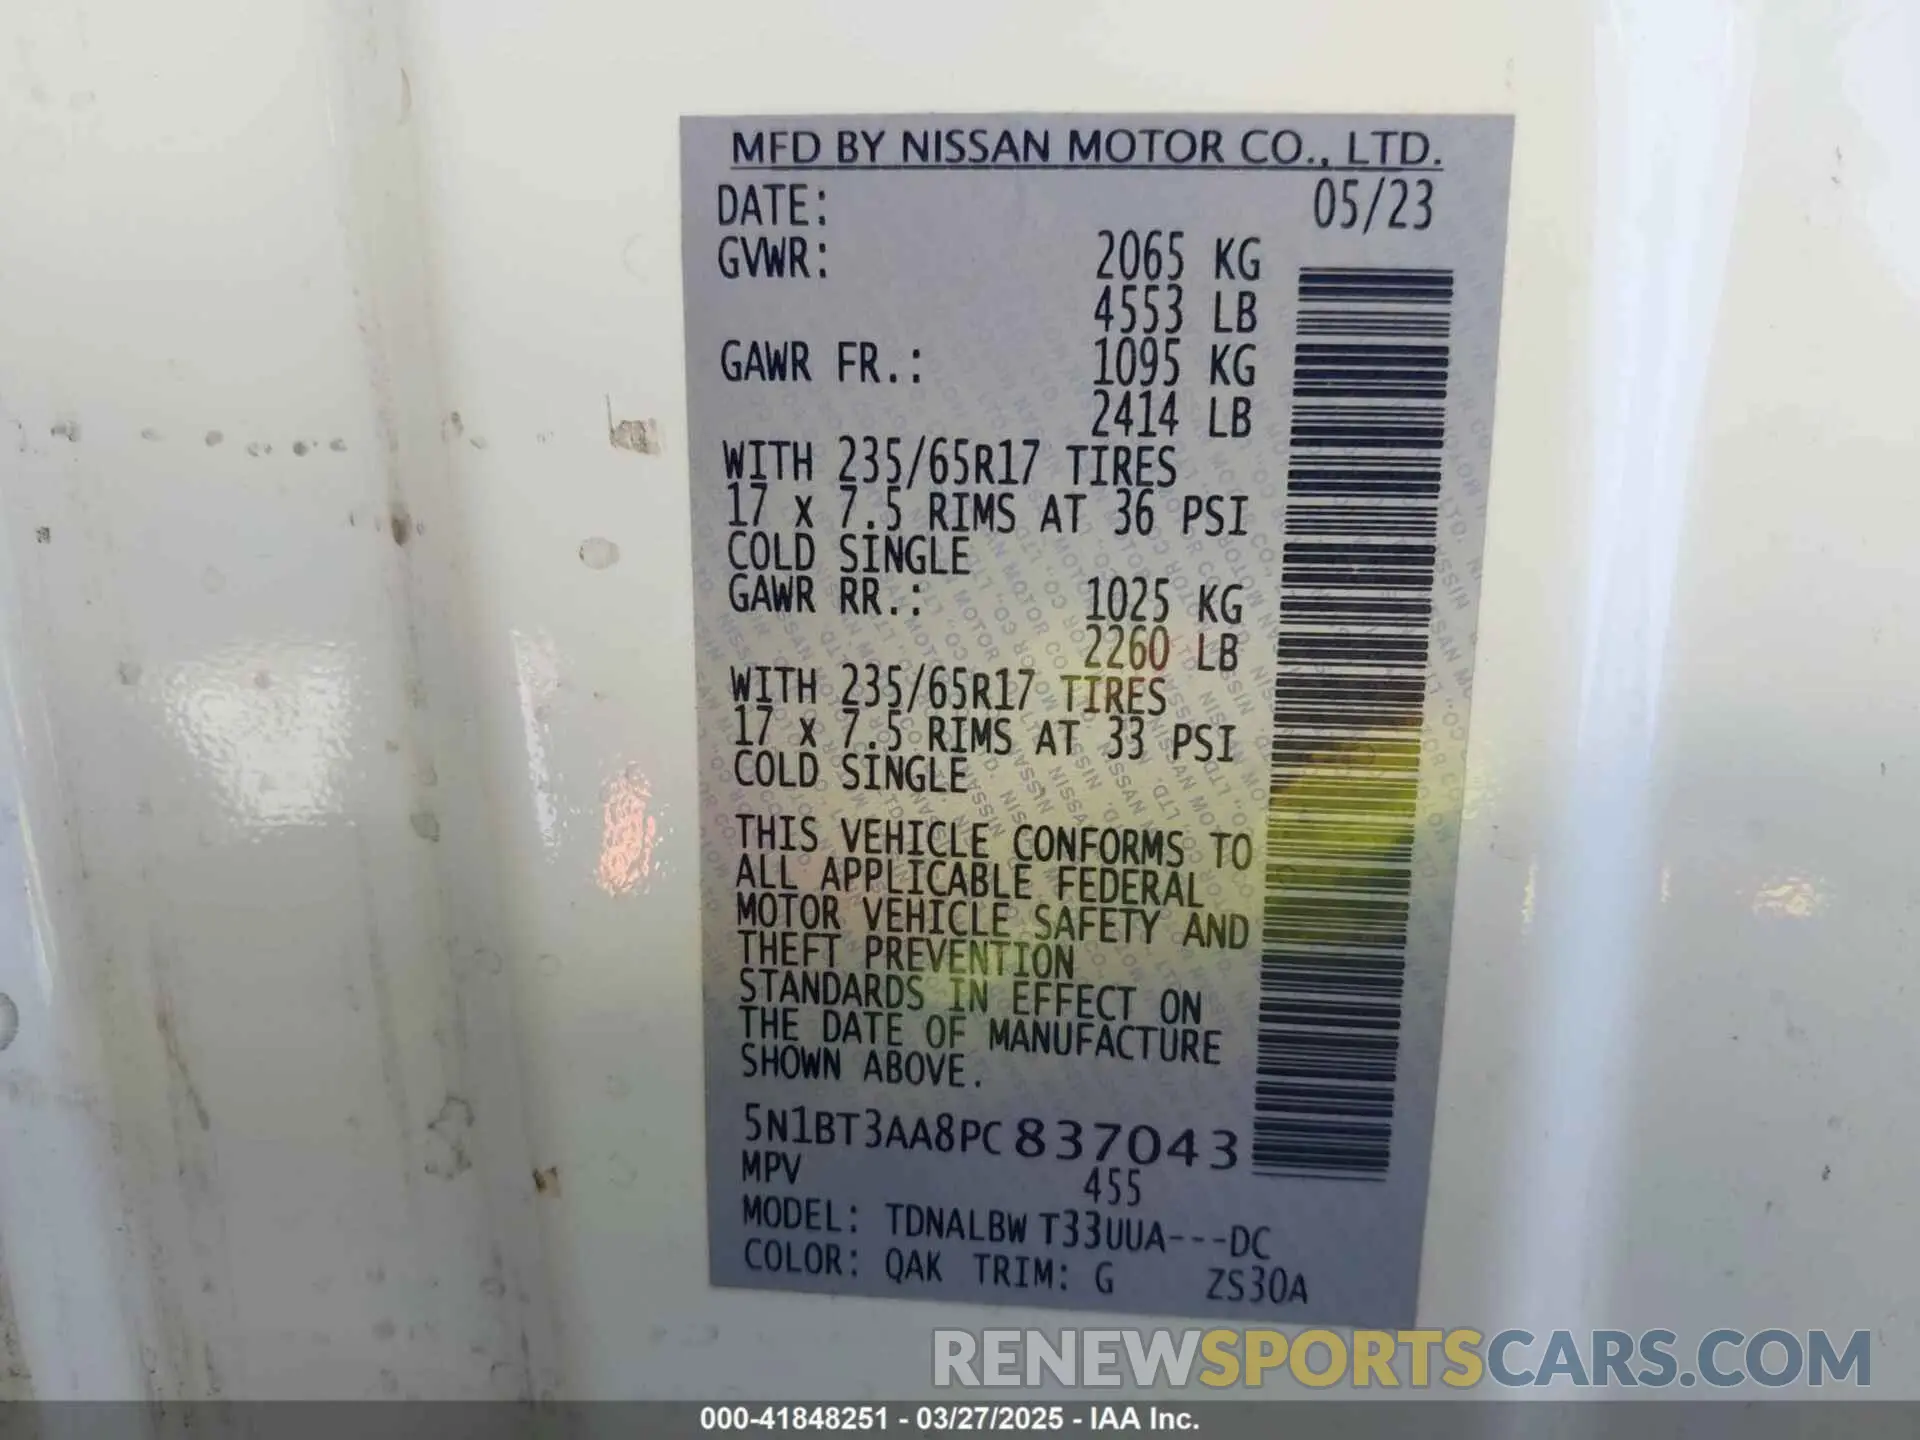 MFD BY NISSAN MOTOR CO., LTD.
DATE: 05/23
GVWR: 2065 KG
4553 LB
GAWR FR.: 1095 KG
2414 LB
WITH 235/65R17 TIRES
17 x 7.5 RIMS AT 36 PSI
COLD SINGLE
GAWR RR.: 1025 KG
2260 LB
WITH 235/65R17 TIRES
17 x 7.5 RIMS AT 33 PSI
COLD SINGLE
THIS VEHICLE CONFORMS TO
ALL APPLICABLE FEDERAL
MOTOR VEHICLE SAFETY AND
THEFT PREVENTION
STANDARDS IN EFFECT ON
THE DATE OF MANUFACTURE
SHOWN ABOVE.
5N1BT3AA8PC837043
MPV 455
MODEL: TDNALBW T33UUA---DC
COLOR: QAK TRIM: G ZS30A
RENEWSPORTSCARS.COM
000-41848251 - 03/27/2025 - IAA Inc.